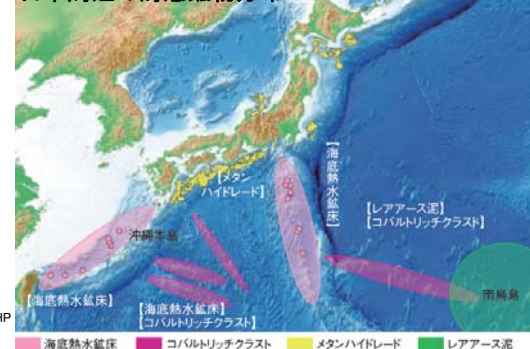 【メタン
ハイドレード】
【海底熱水鉱床】
【レアアース泥】
【コバルトリッチクラスト】
沖縄本島
南鳥島
【海底熱水鉱床】
【海底熱水鉱床】
【コバルトリッチクラスト】
HP
海底熱水鉱床 コバルトリッチクラスト メタンハイドレード レアアース泥